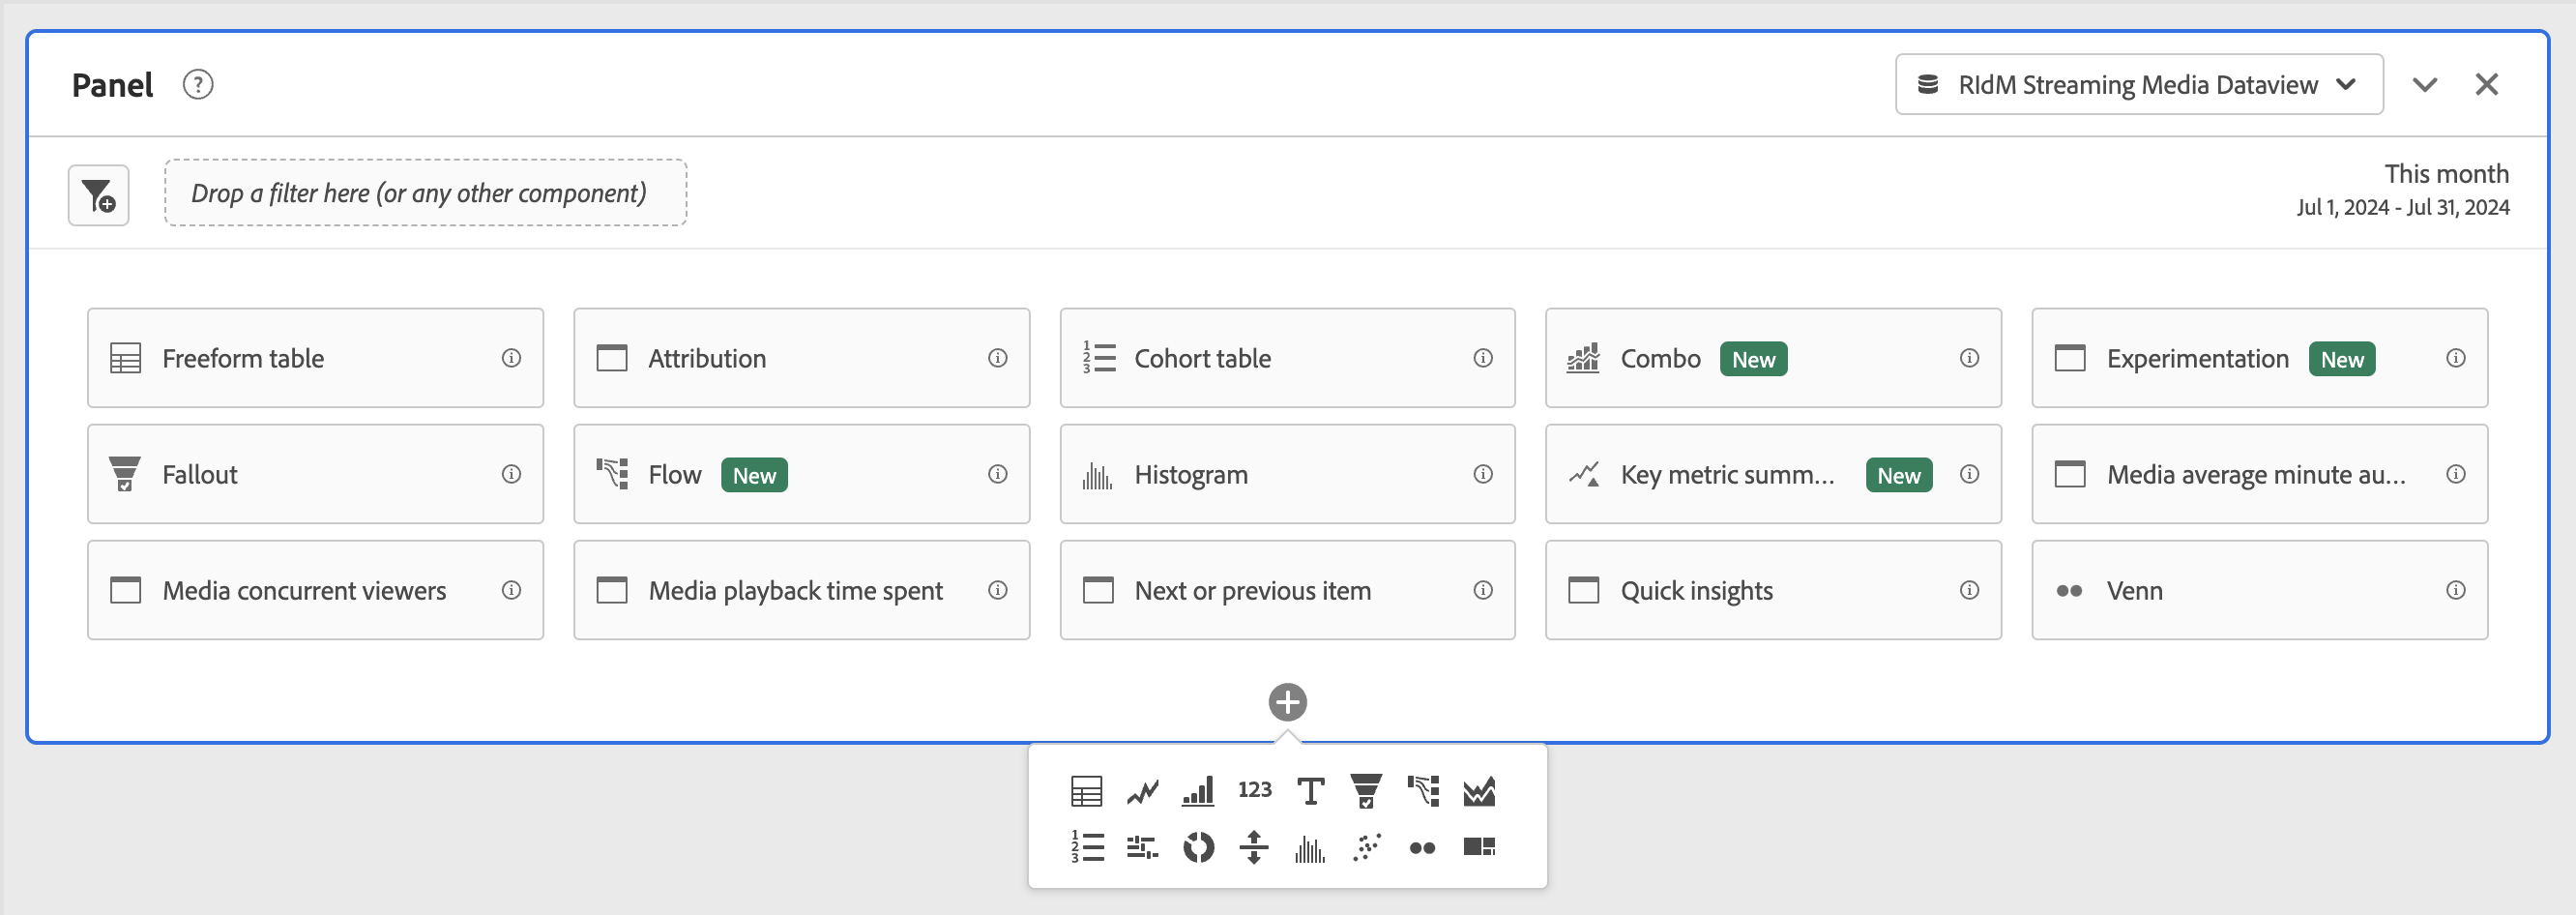 Panel
RIdM Streaming Media Dataview
Drop a filter here (or any other component)
This month
Jul 1, 2024 - Jul 31, 2024
Freeform table
Attribution
Cohort table
Combo New
Experimentation New
Fallout
Flow New
Histogram
Key metric summ... New
Media average minute au...
Media concurrent viewers
Media playback time spent
Next or previous item
Quick insights
Venn
123